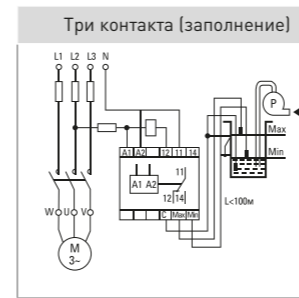 Три контакта (заполнение)
L1 L2 L3 N
P
A1 A2 12 11 14
Max
Min
11
A1 A2
12 14
L<100м
C Max Min
W U V
M
3~